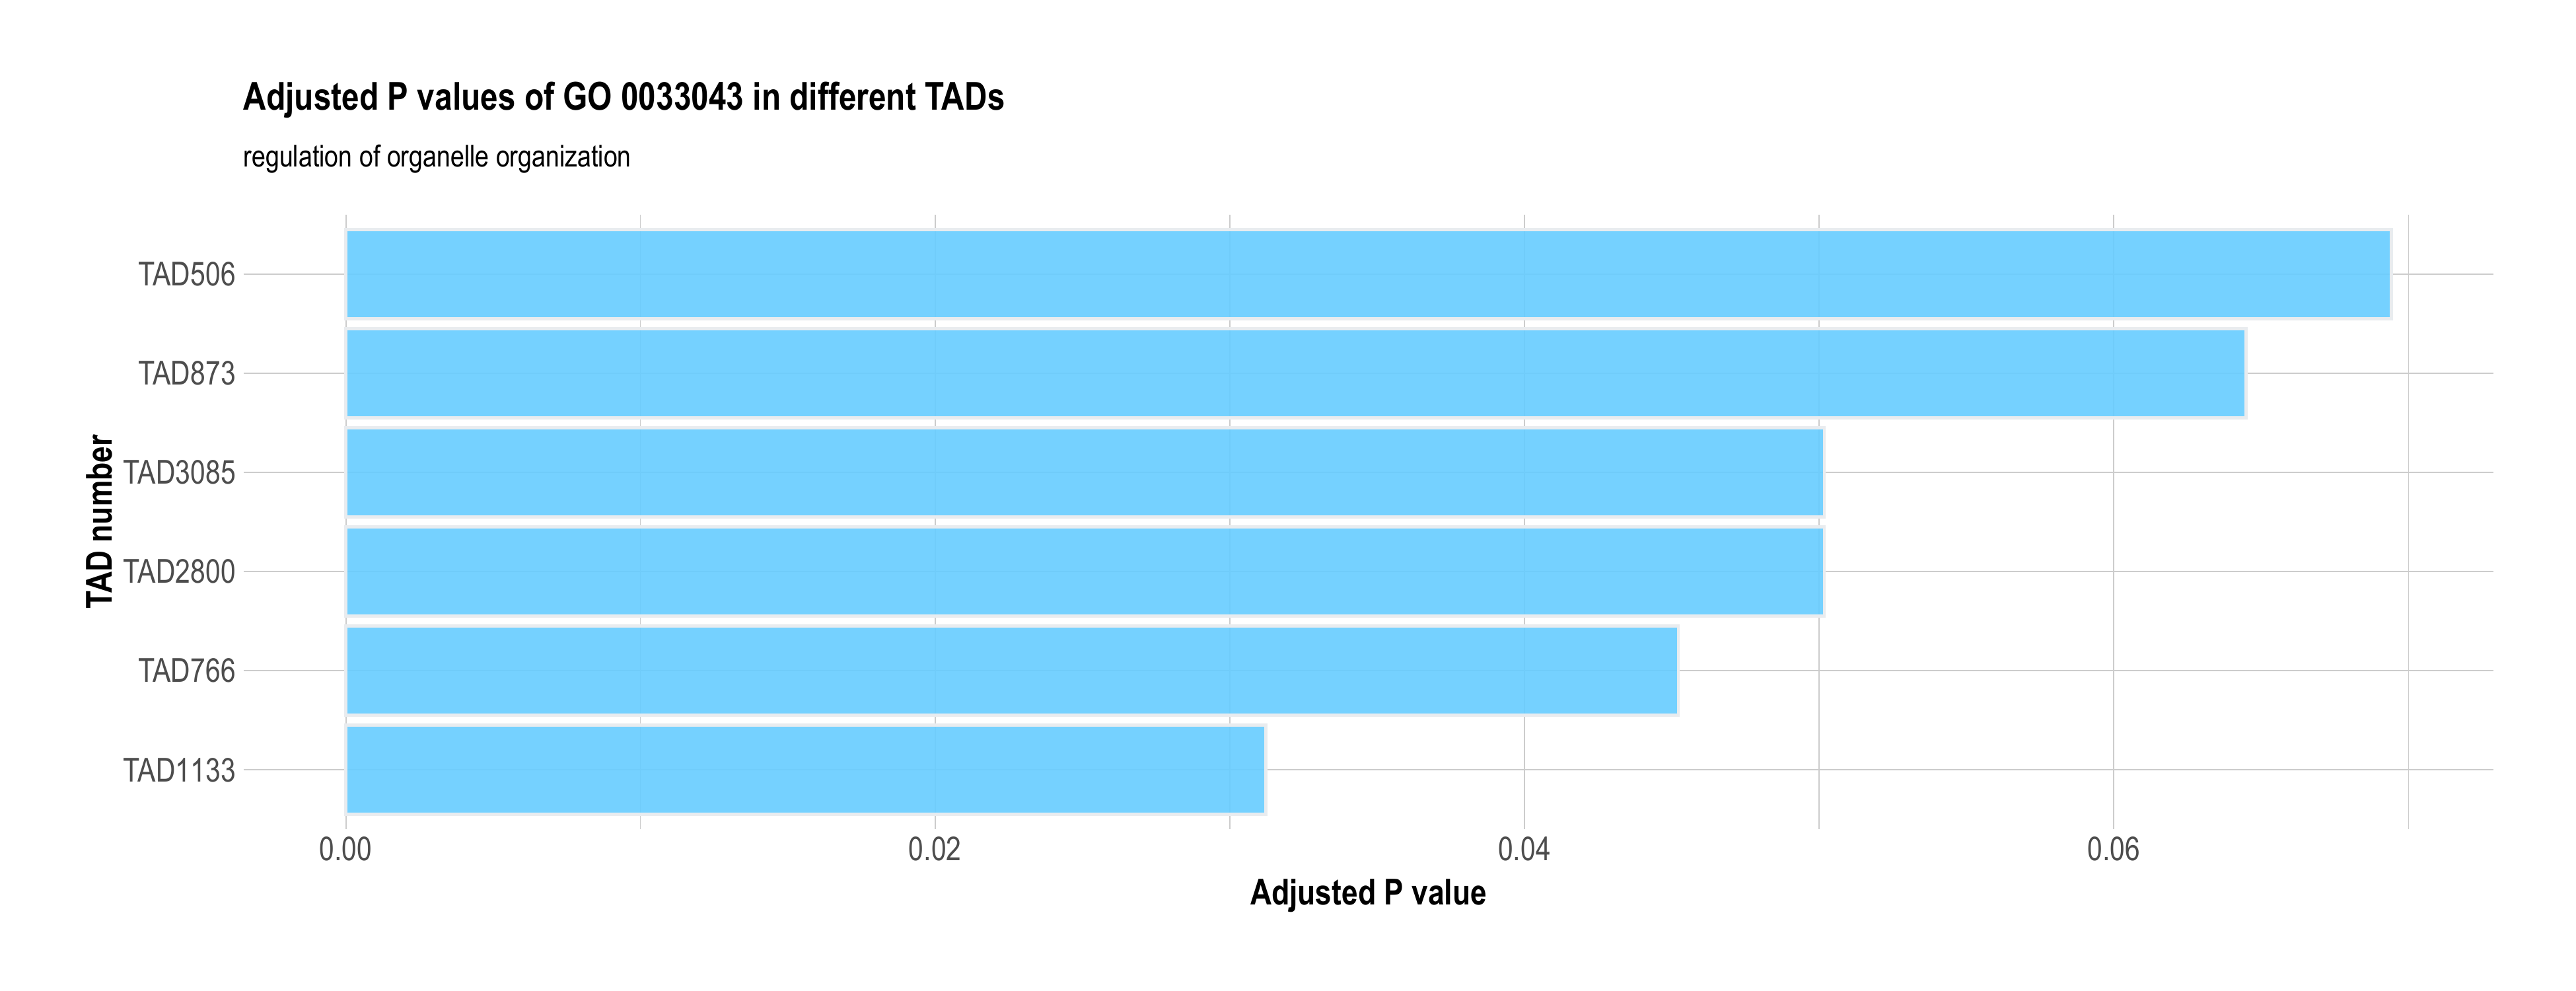 Adjusted P values of GO 0033043 in different TADs
regulation of organelle organization
TAD number
TAD506
TAD873
TAD3085
TAD2800
TAD766
TAD1133
0.00 0.02 0.04 0.06
Adjusted P value